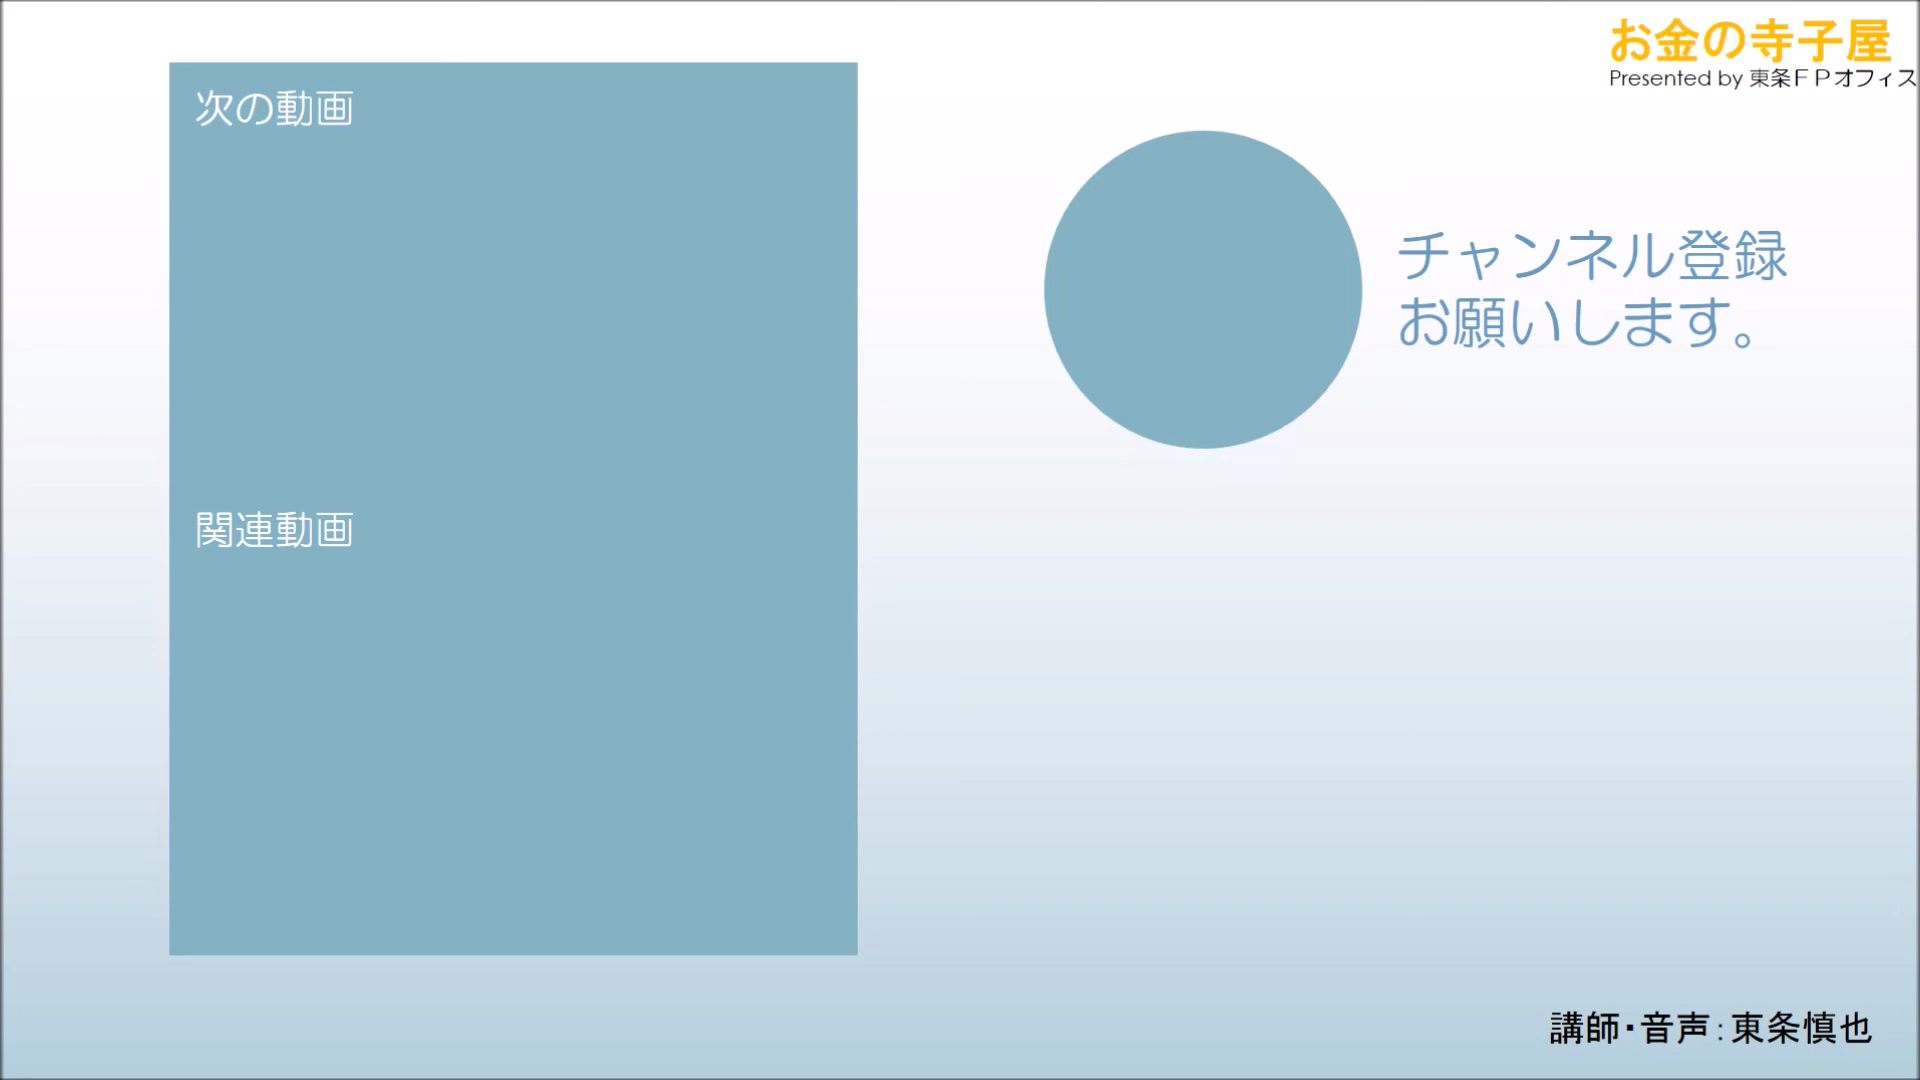 お金の寺子屋
Presented by 東条ＦＰオフィス
次の動画
チャンネル登録
お願いします。
関連動画
講師・音声：東条慎也